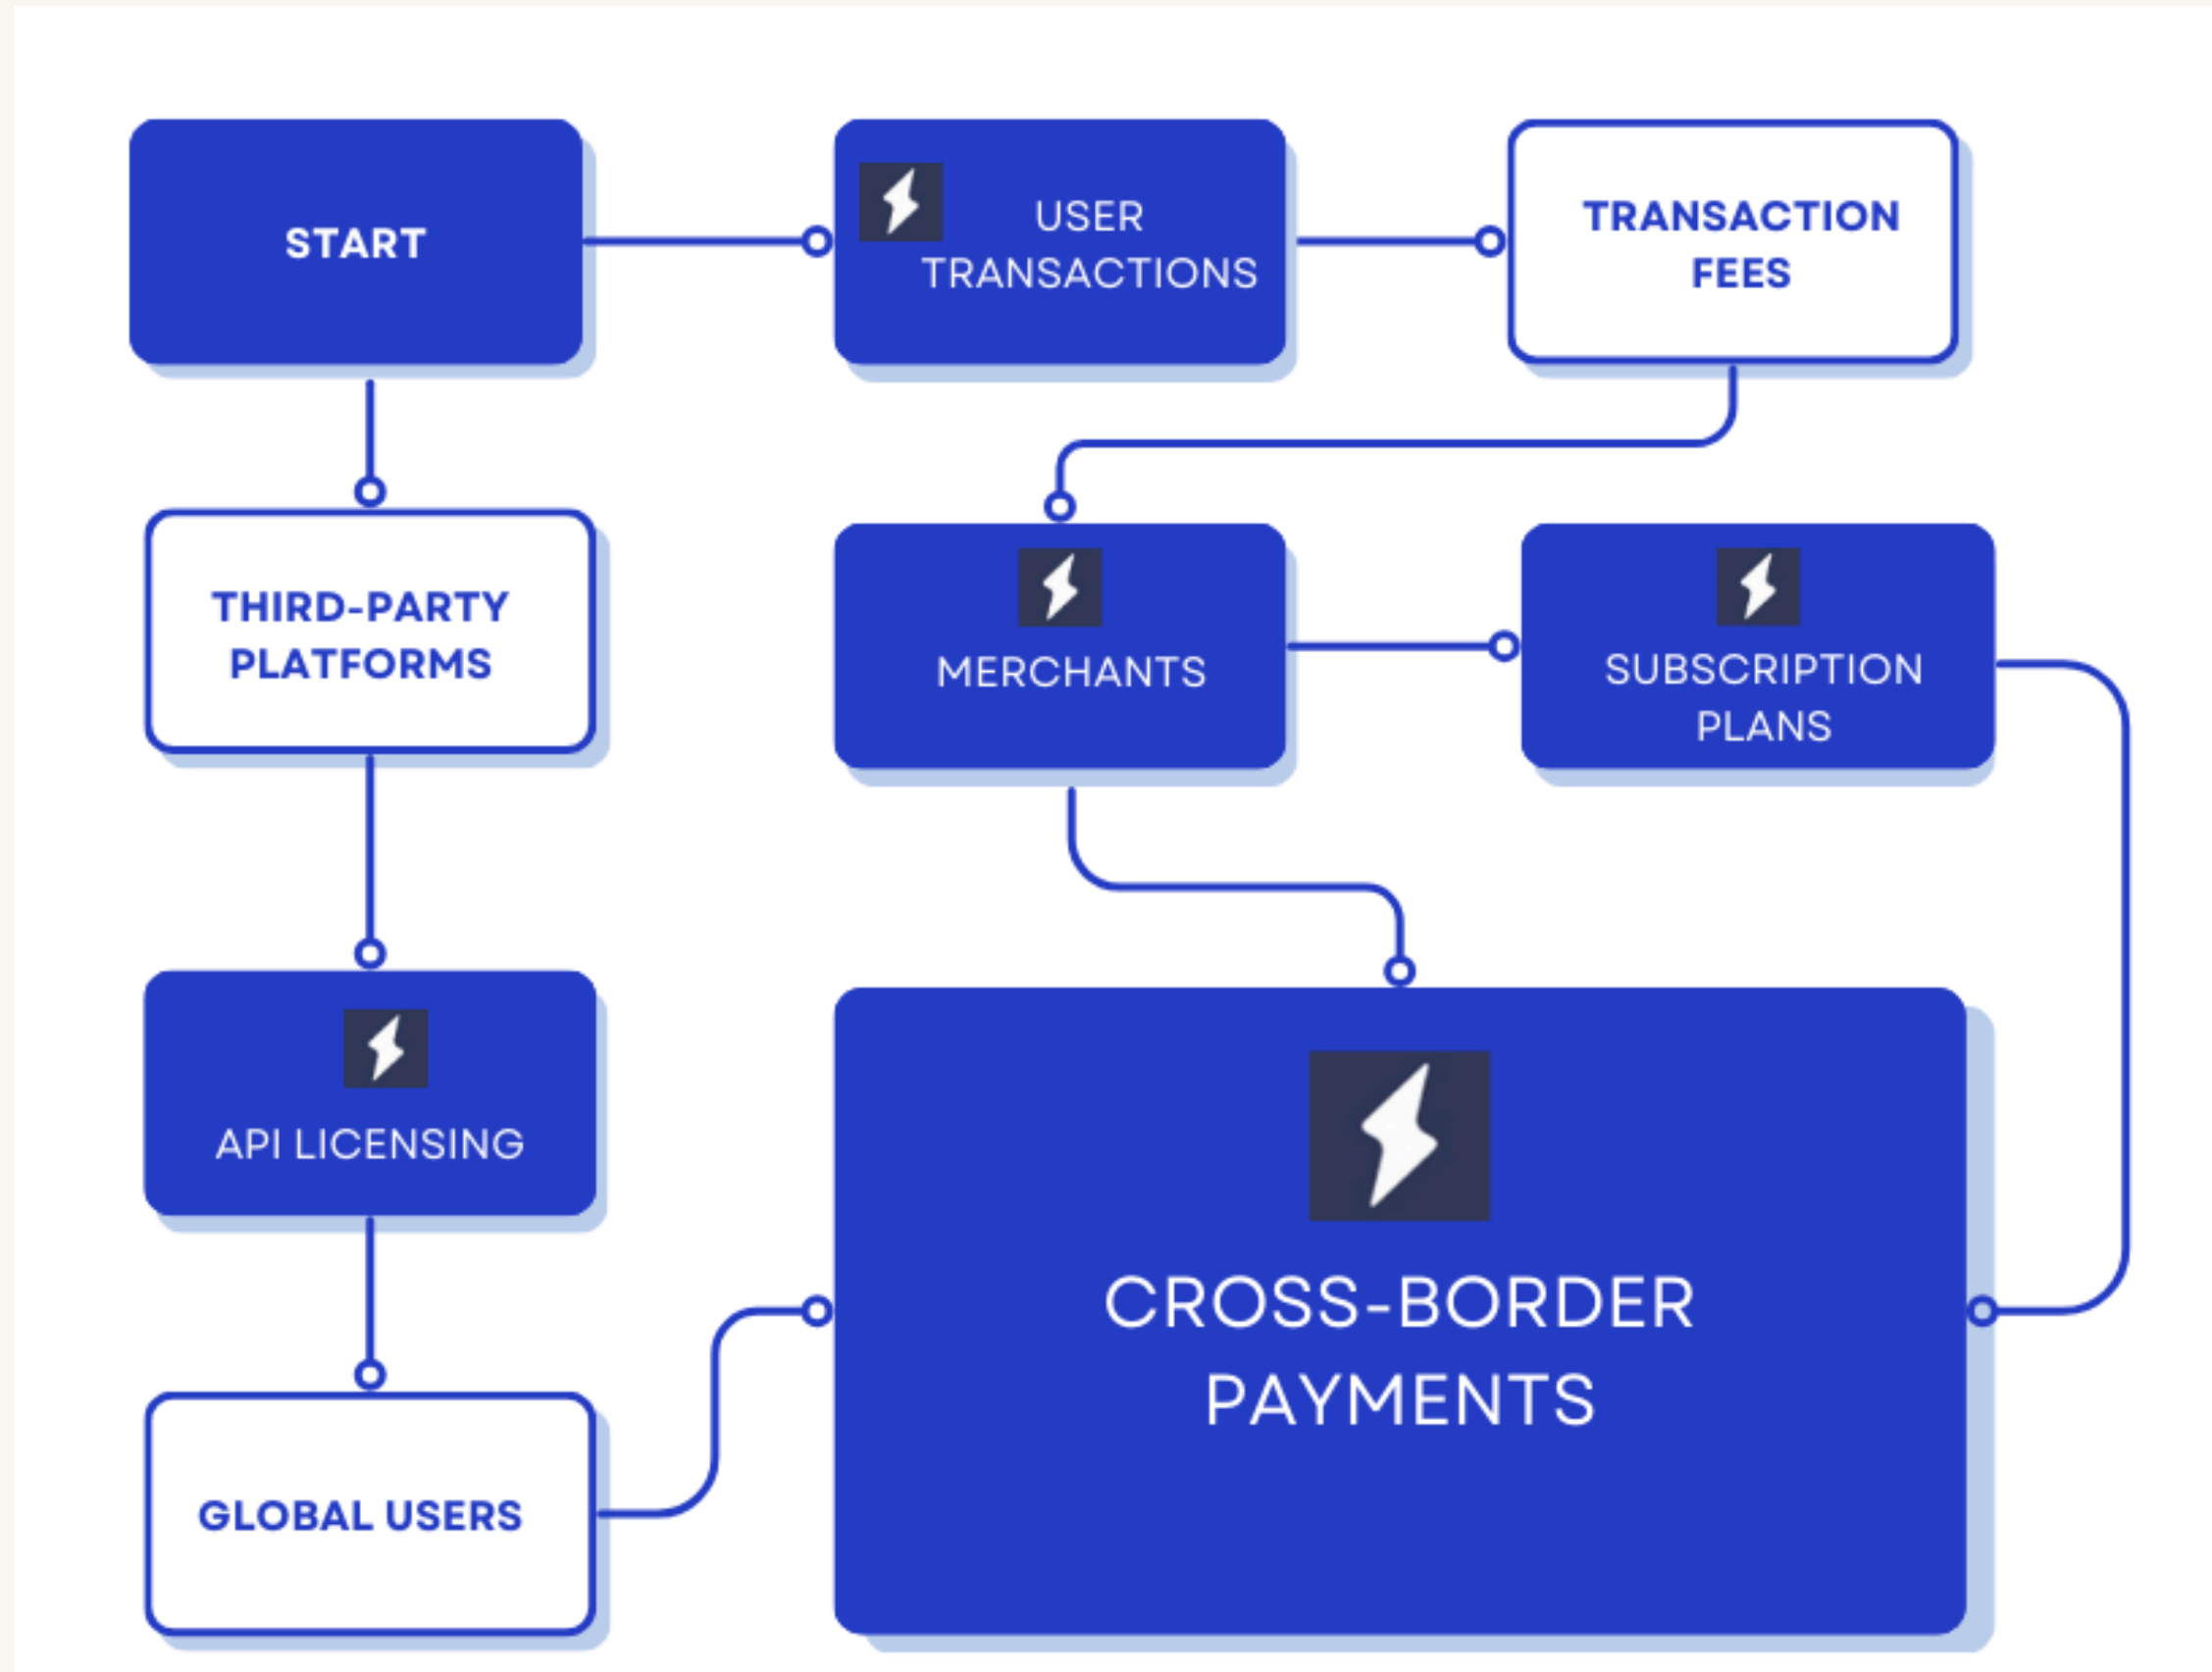 START
USER
TRANSACTIONS
TRANSACTION
FEES
THIRD-PARTY
PLATFORMS
MERCHANTS
SUBSCRIPTION
PLANS
API LICENSING
CROSS-BORDER
PAYMENTS
GLOBAL USERS